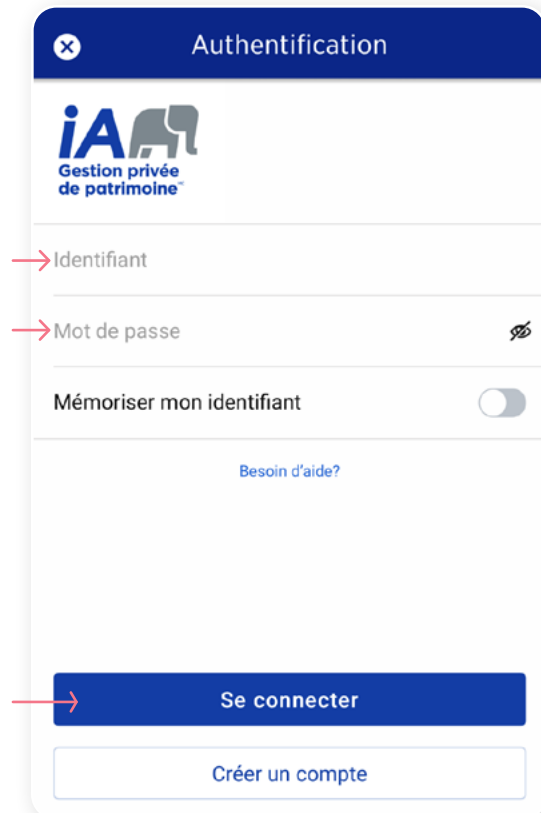 Authentification
iA
Gestion privée
de patrimoine
Identifiant
Mot de passe
Mémoriser mon identifiant
Besoin d'aide?
Se connecter
Créer un compte